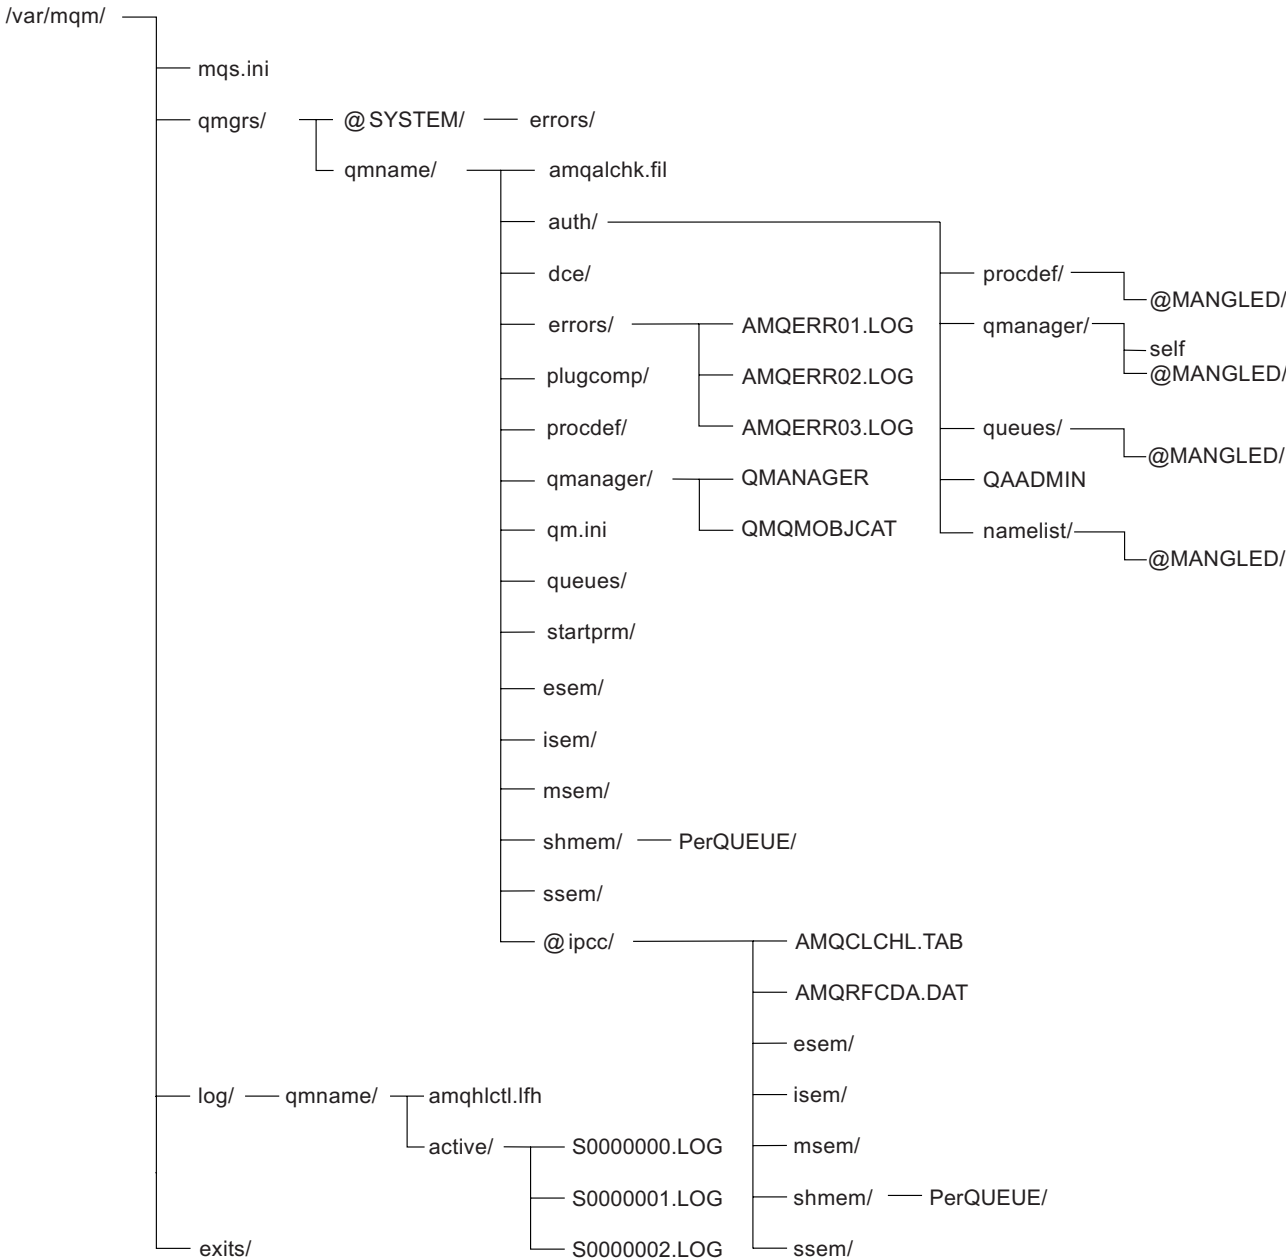 /var/mqm/
mqs.ini
qmgrs/ @SYSTEM/ errors/
qmname/ amqalchk.fil
auth/
dce/ procdef/
@MANGLED/
errors/ AMQERR01.LOG qmanager/
self
@MANGLED/
plugcomp/ AMQERR02.LOG
procdef/ AMQERR03.LOG queues/
@MANGLED/
qmanager/ QMANAGER QAADMIN
qm.ini QMQMOBJCAT namelist/
@MANGLED/
queues/
startprm/
esem/
isem/
msem/
shmem/ PerQUEUE/
ssem/
@ipcc/ AMQCLCHL.TAB
AMQRFCDA.DAT
esem/
log/ qmname/ amqhlctl.lfh isem/
active/ S0000000.LOG msem/
S0000001.LOG shmem/ PerQUEUE/
exits/ S0000002.LOG ssem/